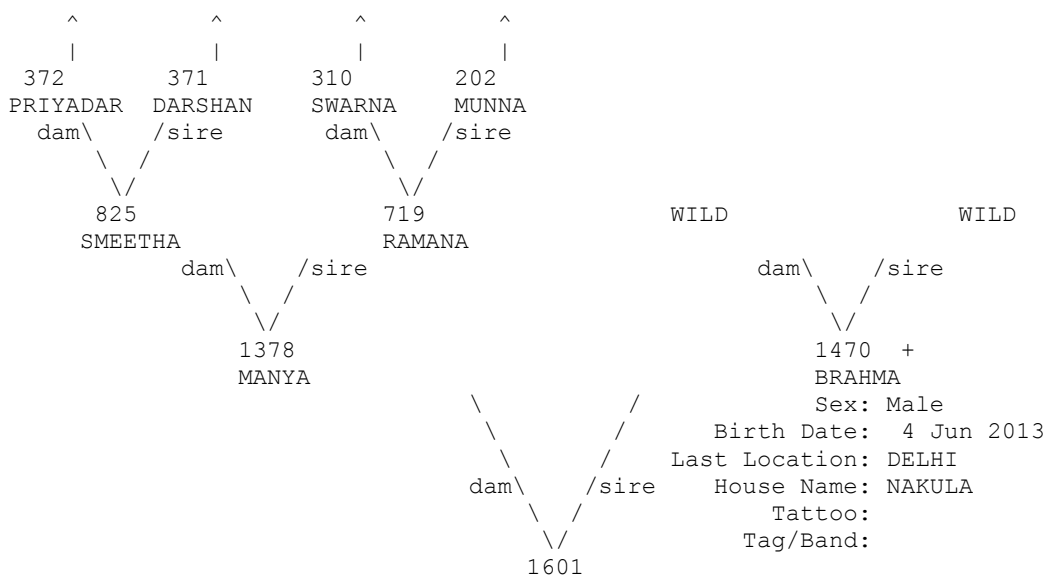 ^ ^ ^ ^
| | | |
372 371 310 202
PRIYADAR DARSHAN SWARNA MUNNA
dam\ /sire dam\ /sire
\ / \ /
\/ \/
825 719 WILD WILD
SMEETHA RAMANA
dam\ /sire dam\ /sire
\ / \ /
\/ \/
1378 1470 +
MANYA BRAHMA
\ / Sex: Male
\ / Birth Date: 4 Jun 2013
\ / Last Location: DELHI
dam\ /sire House Name: NAKULA
\ / Tattoo:
\/ Tag/Band:
1601